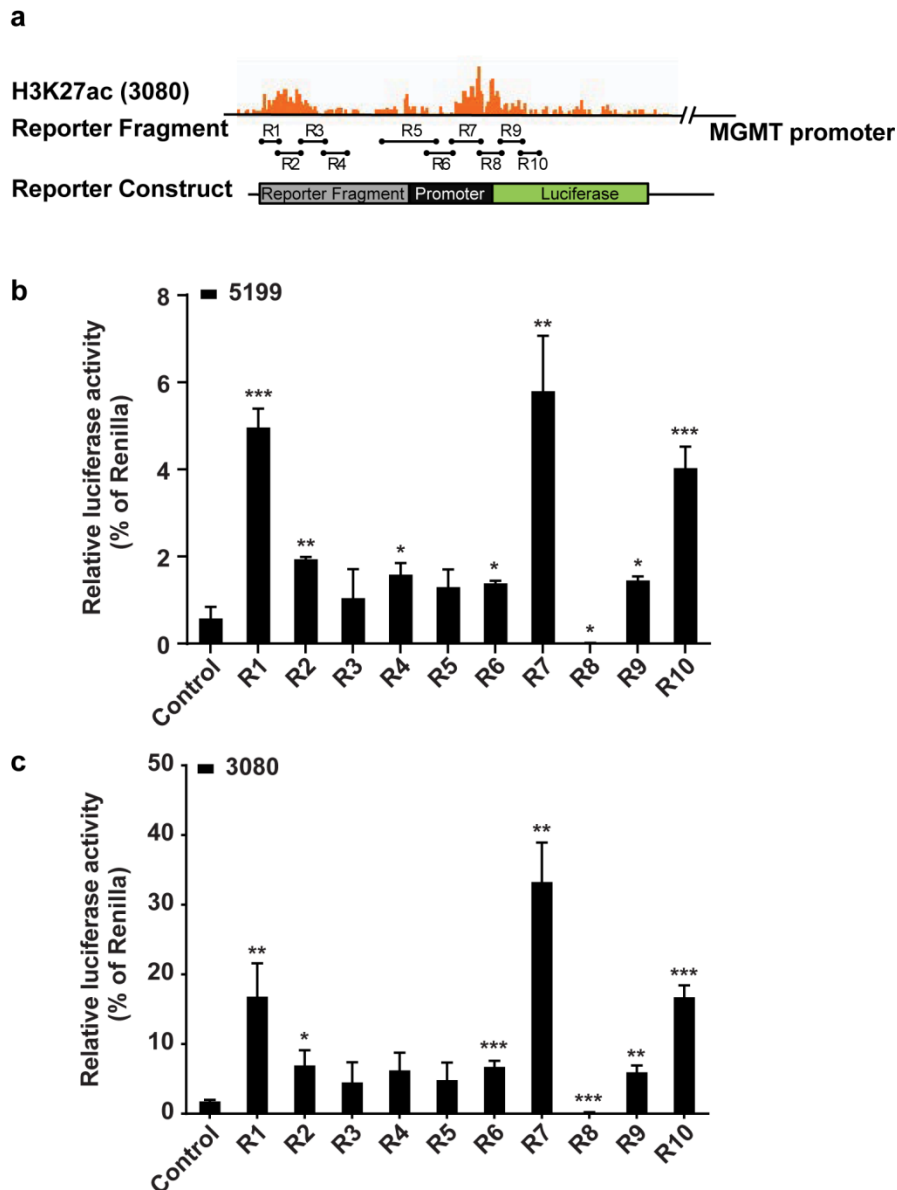 a
H3K27ac (3080)
Reporter Fragment
MGMT promoter
R1 R3 R5 R7 R9
R2 R4 R6 R8 R10
Reporter Construct
Reporter Fragment Promoter Luciferase
b
5199
Relative luciferase activity
(% of Renilla)
8
6
4
2
0
*** ** * * ** * * ***
Control R1 R2 R3 R4 R5 R6 R7 R8 R9 R10
c
3080
Relative luciferase activity
(% of Renilla)
50
40
30
20
10
0
** * *** ** *** ** ***
Control R1 R2 R3 R4 R5 R6 R7 R8 R9 R10